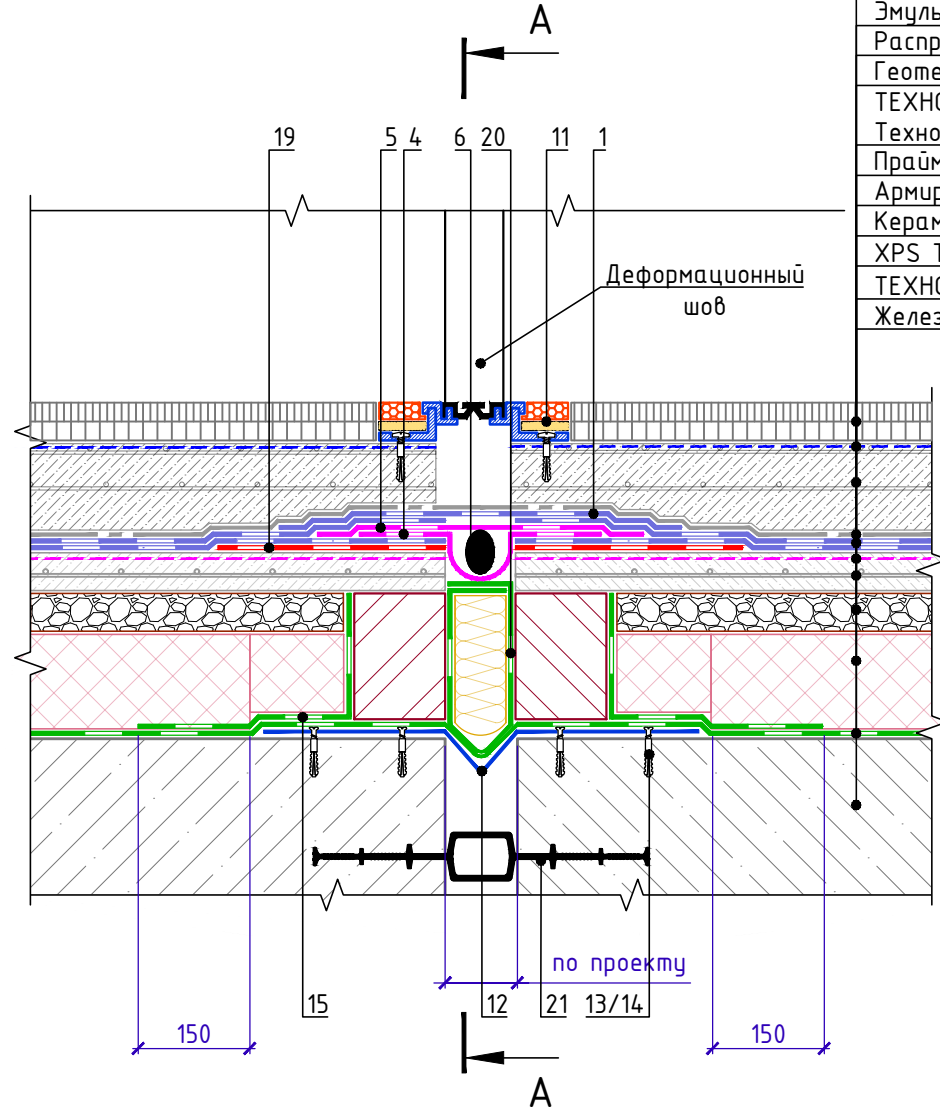 А
Эмуль
Распр
Геоте
ТЕХНО
Техно
Прайм
Армир
Керам
XPS Т
ТЕХНО
Желез
19
5
4
6
20
11
1
Деформационный
шов
по проекту
15
12
21
13/14
150
150
А